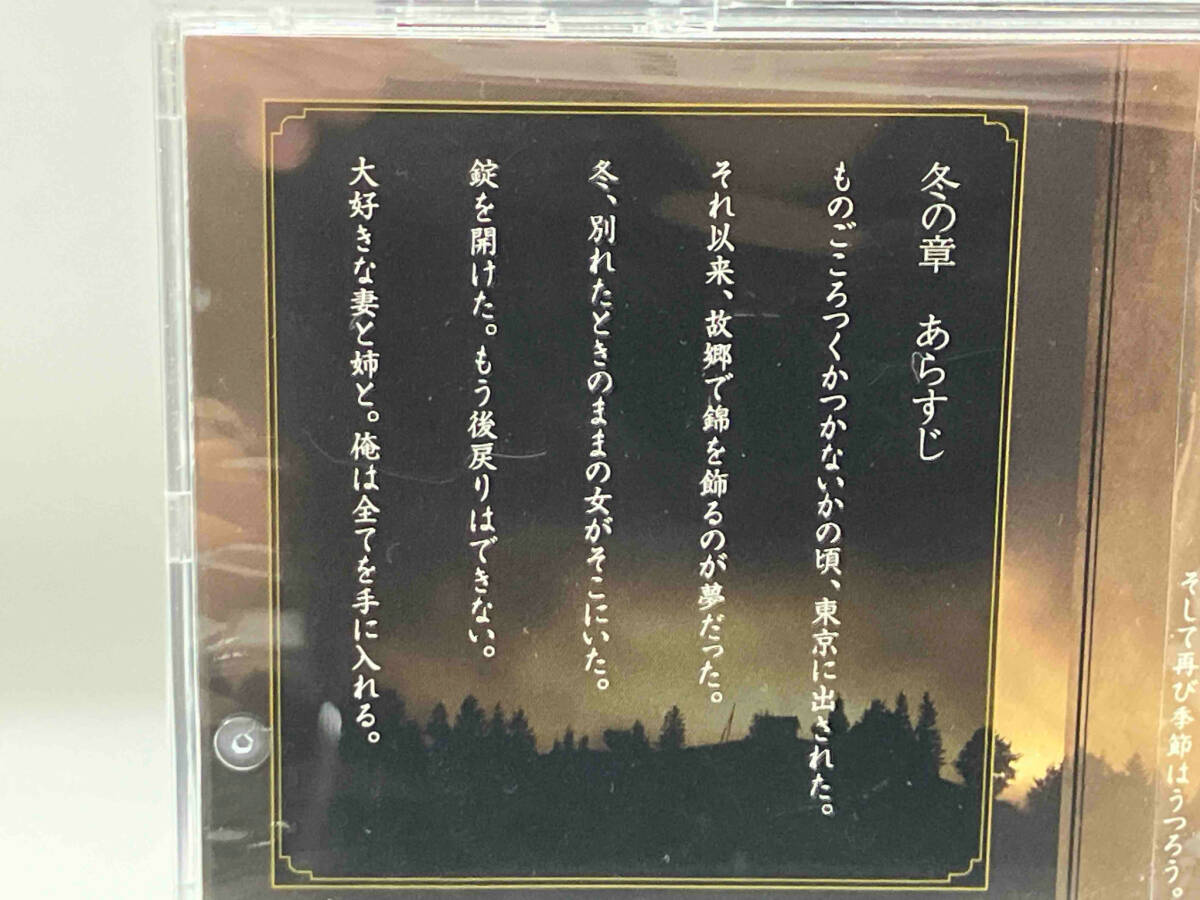 そして再び季節はうつろう。
冬の章　あらすじ
ものごころつくかつかないかの頃、東京に出された。
それ以来、故郷で錦を飾るのが夢だった。
冬、別れたときのままの女がそこにいた。
錠を開けた。もう後戻りはできない。
大好きな妻と姉と。俺は全てを手に入れる。